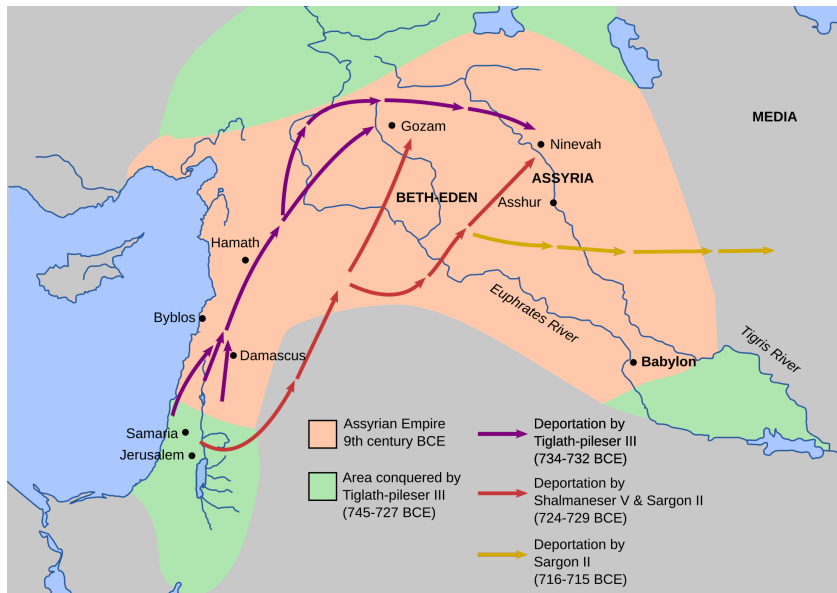 MEDIA
Gozam
Ninevah
ASSYRIA
BETH-EDEN
Asshur
Hamath
Byblos
Euphrates River
Tigris River
Damascus
Babylon
Samaria
Jerusalem
Assyrian Empire
9th century BCE
Area conquered by
Tiglath-pileser III
(745-727 BCE)
Deportation by
Tiglath-pileser III
(734-732 BCE)
Deportation by
Shalmaneser V & Sargon II
(724-729 BCE)
Deportation by
Sargon II
(716-715 BCE)